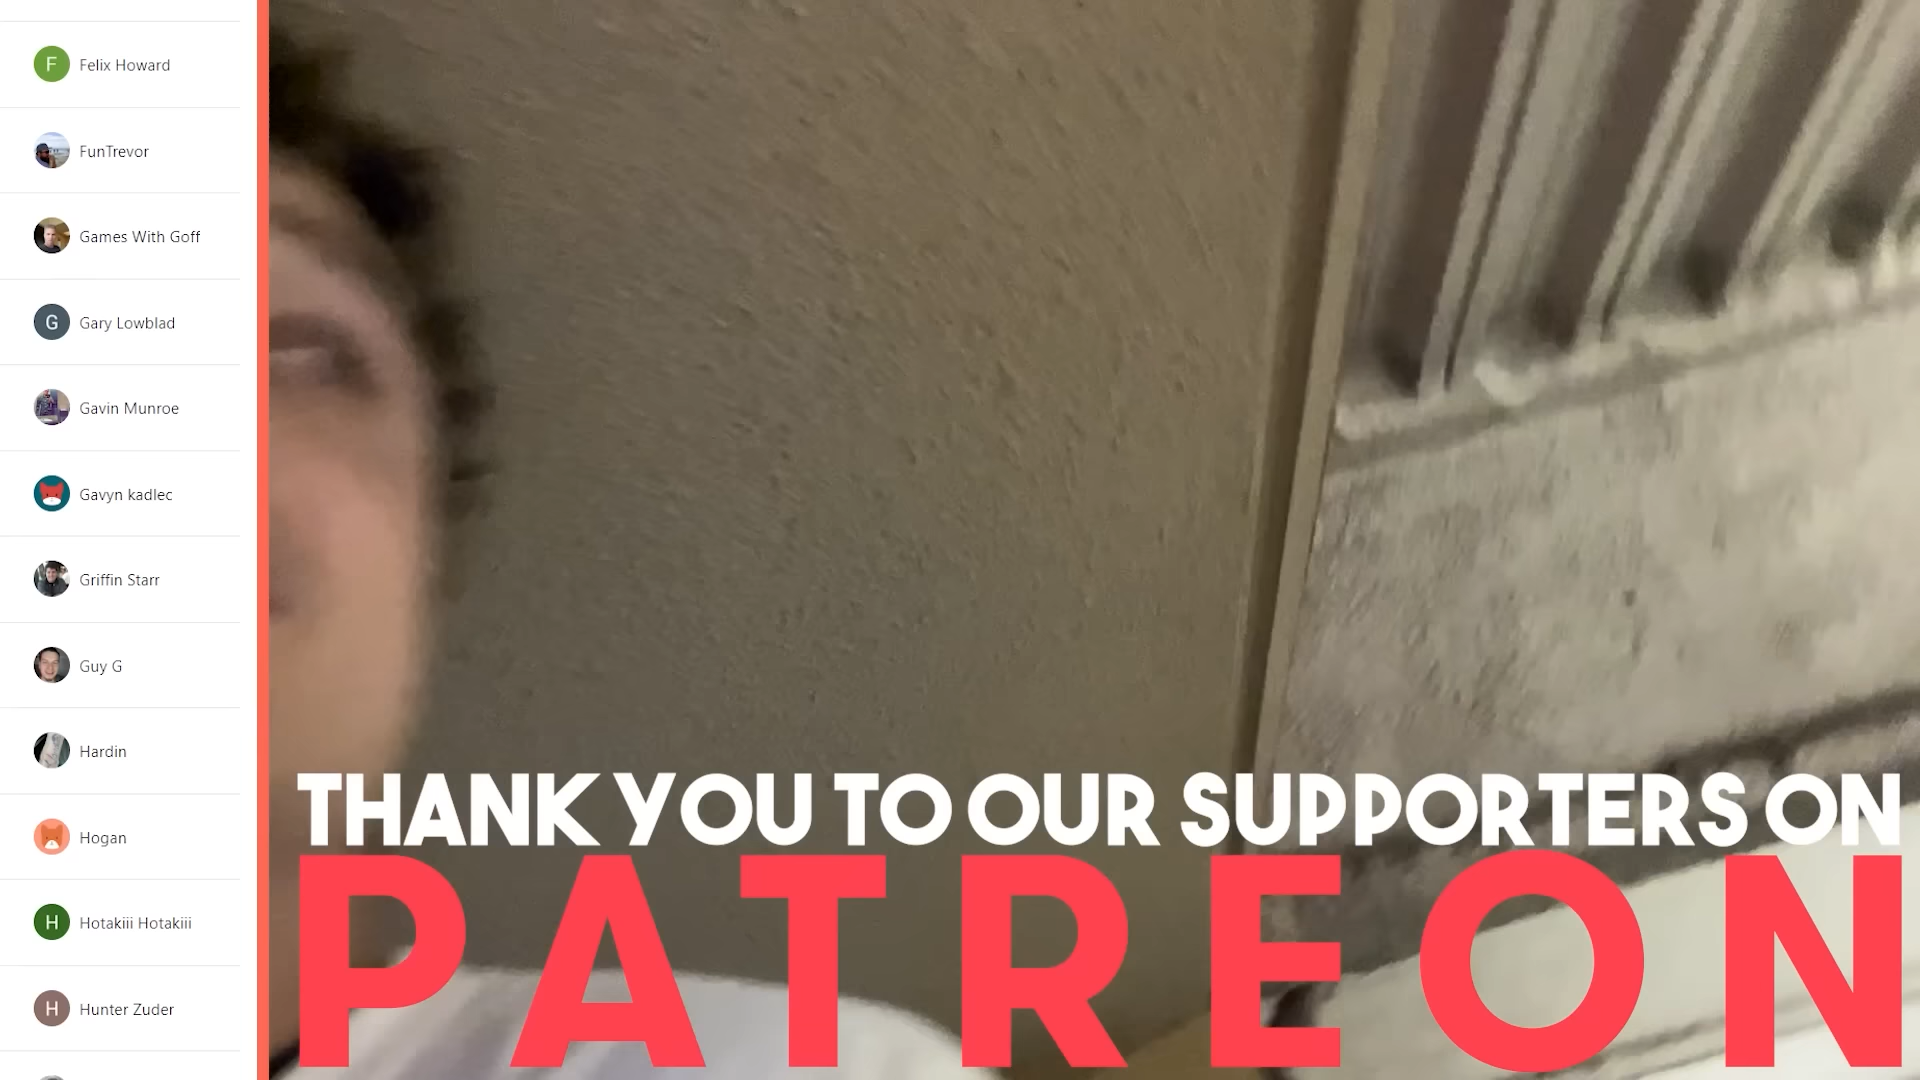 F Felix Howard
FunTrevor
Games With Goff
G Gary Lowblad
Gavin Munroe
Gavyn kadlec
Griffin Starr
Guy G
Hardin
Hogan
H Hotakiii Hotakiii
H Hunter Zuder
THANK YOU TO OUR SUPPORTERS ON
PATREON